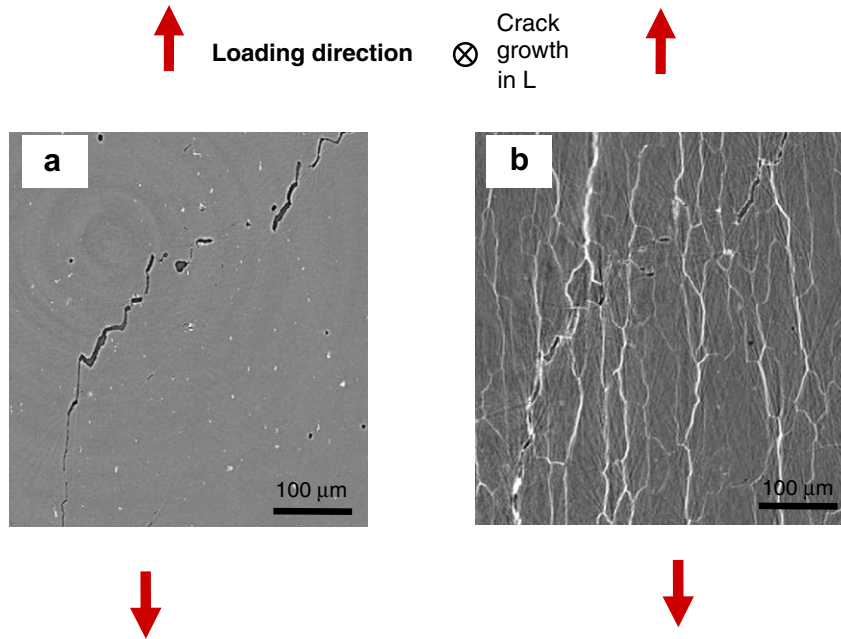 Loading direction
Crack
growth
in L
a
b
100 μm
100 μm